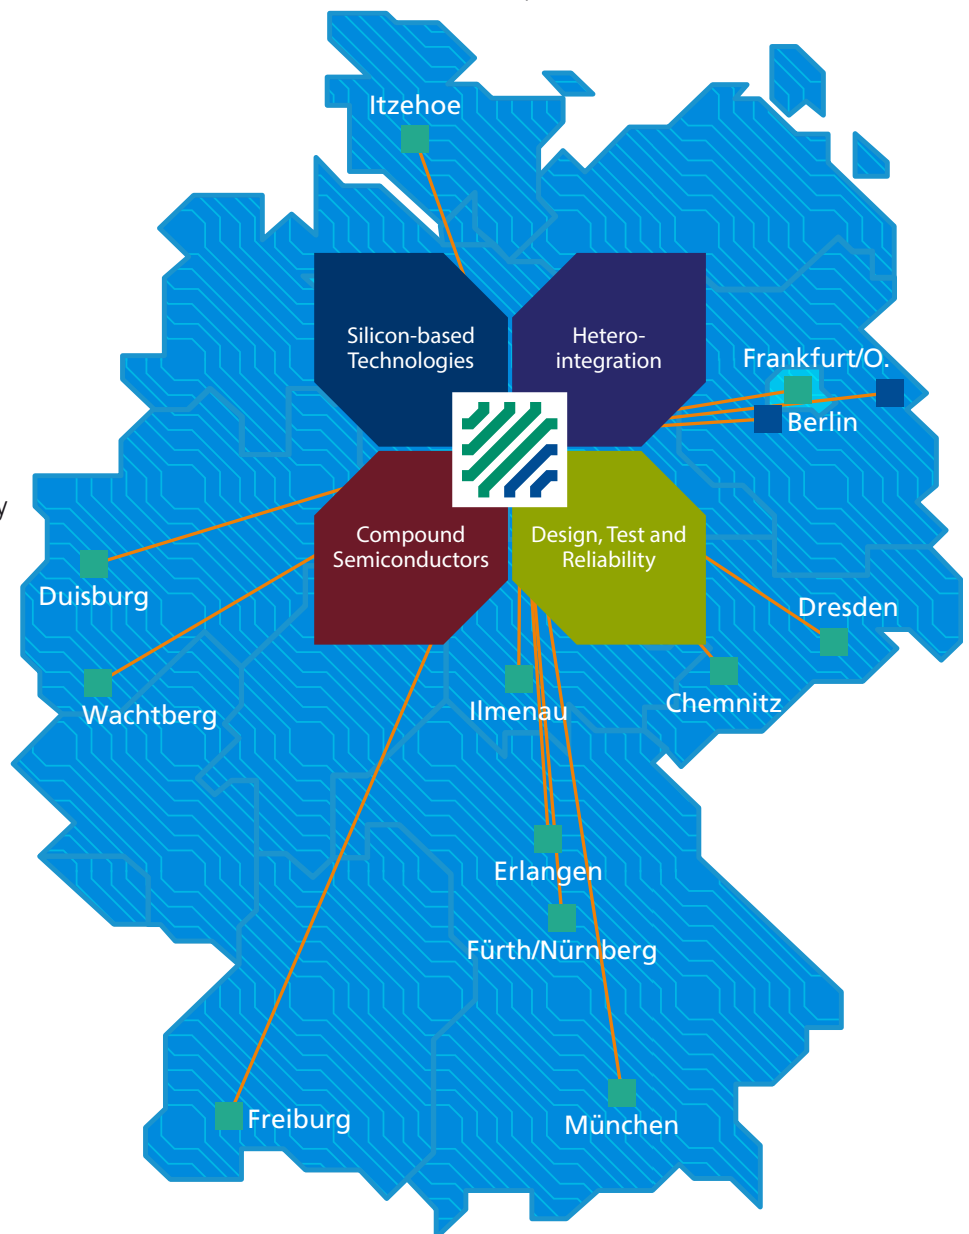 Itzehoe
Silicon-based
Technologies
Hetero-
integration
Frankfurt/O.
Berlin
y
Compound
Semiconductors
Design, Test and
Reliability
Duisburg
Dresden
Wachtberg
Ilmenau
Chemnitz
Erlangen
Fürth/Nürnberg
Freiburg
München